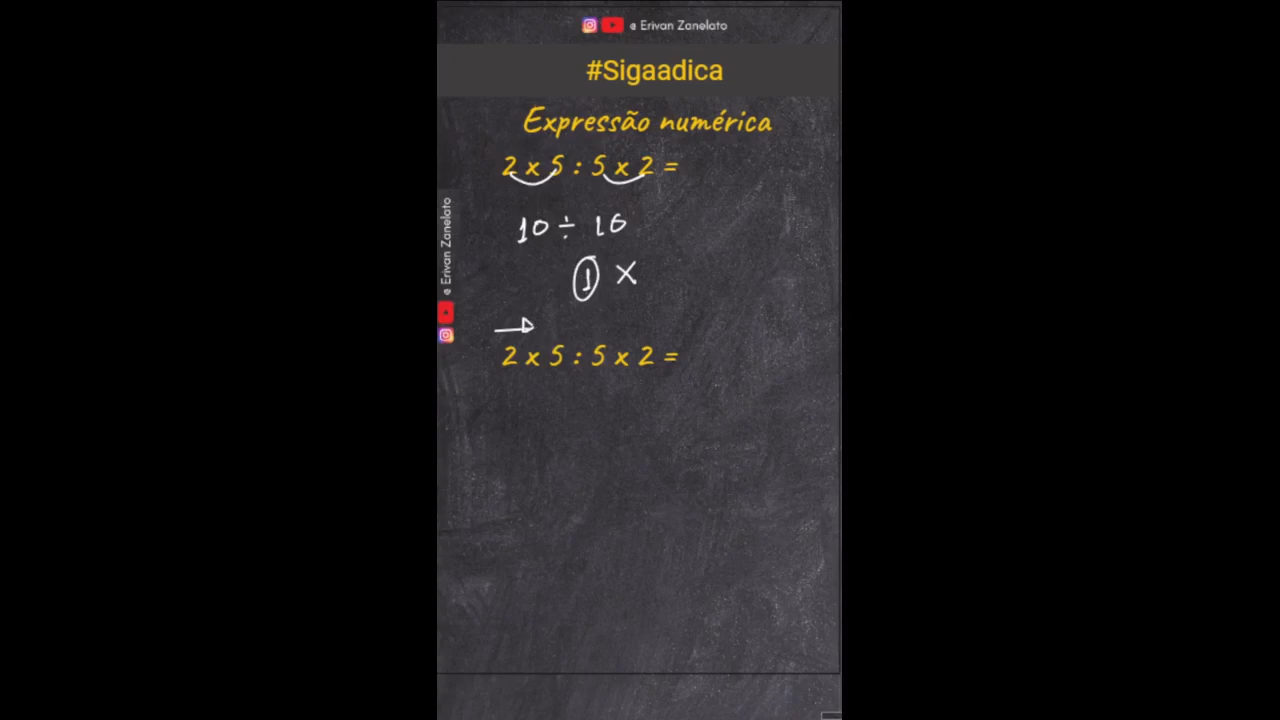 e Erivan Zanelato
#Sigaadica
Expressão numérica
2 x 5 : 5 x 2 =
10 ÷ 10
1 X
2 x 5 : 5 x 2 =
e Erivan Zanelato